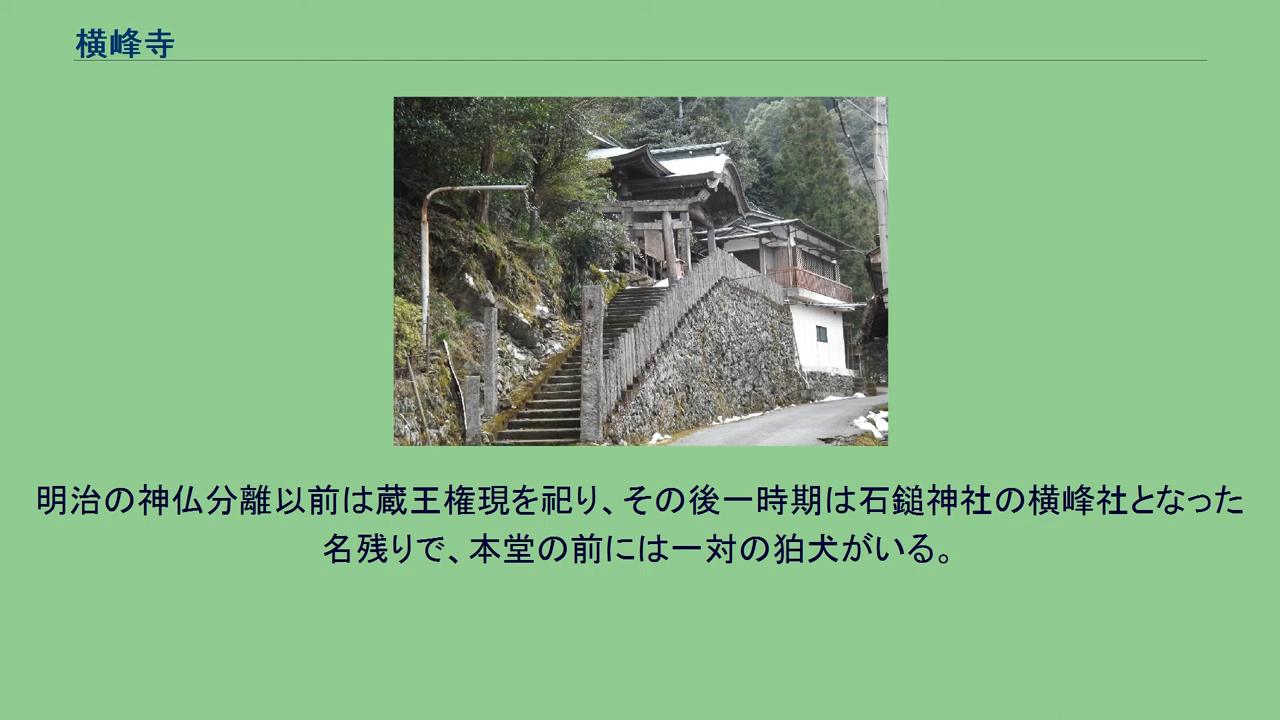 横峰寺
明治の神仏分離以前は蔵王権現を祀り、その後一時期は石鎚神社の横峰社となった
名残りで、本堂の前には一対の狛犬がいる。